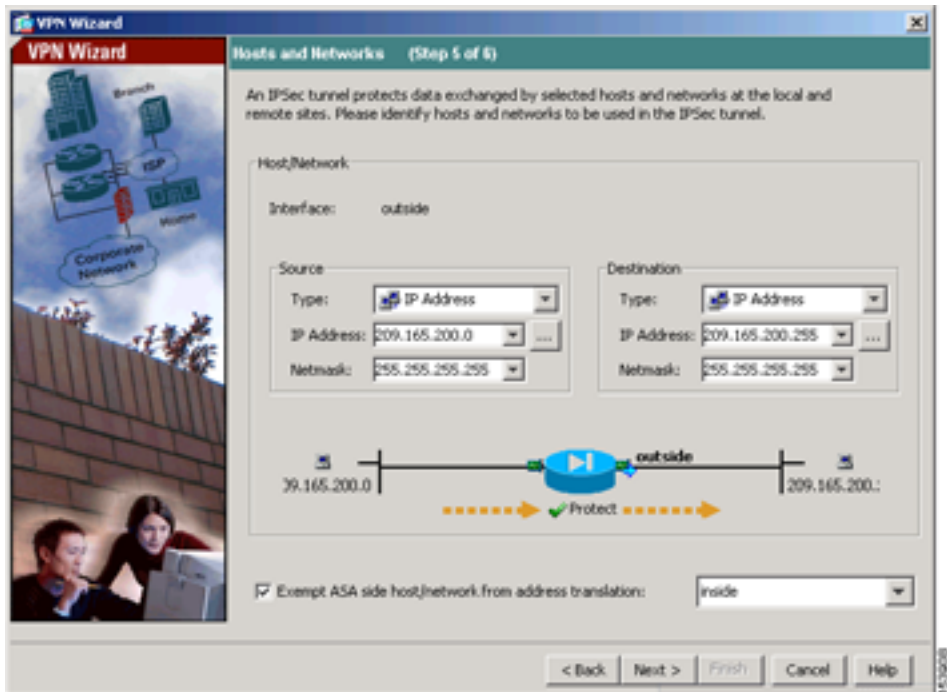 VPN Wizard
VPN Wizard
Hosts and Networks (Step 5 of 6)
Branch
ISP
Home
Corporate
Network
An IPSec tunnel protects data exchanged by selected hosts and networks at the local and
remote sites. Please identify hosts and networks to be used in the IPSec tunnel.
Host/Network
Interface: outside
Source
Type: IP Address
IP Address: 209.165.200.0 ...
Netmask: 255.255.255.255
Destination
Type: IP Address
IP Address: 209.165.200.255 ...
Netmask: 255.255.255.255
outside
39.165.200.0
209.165.200.:
Protect
Exempt ASA side host/network from address translation: inside
< Back Next > Finish Cancel Help